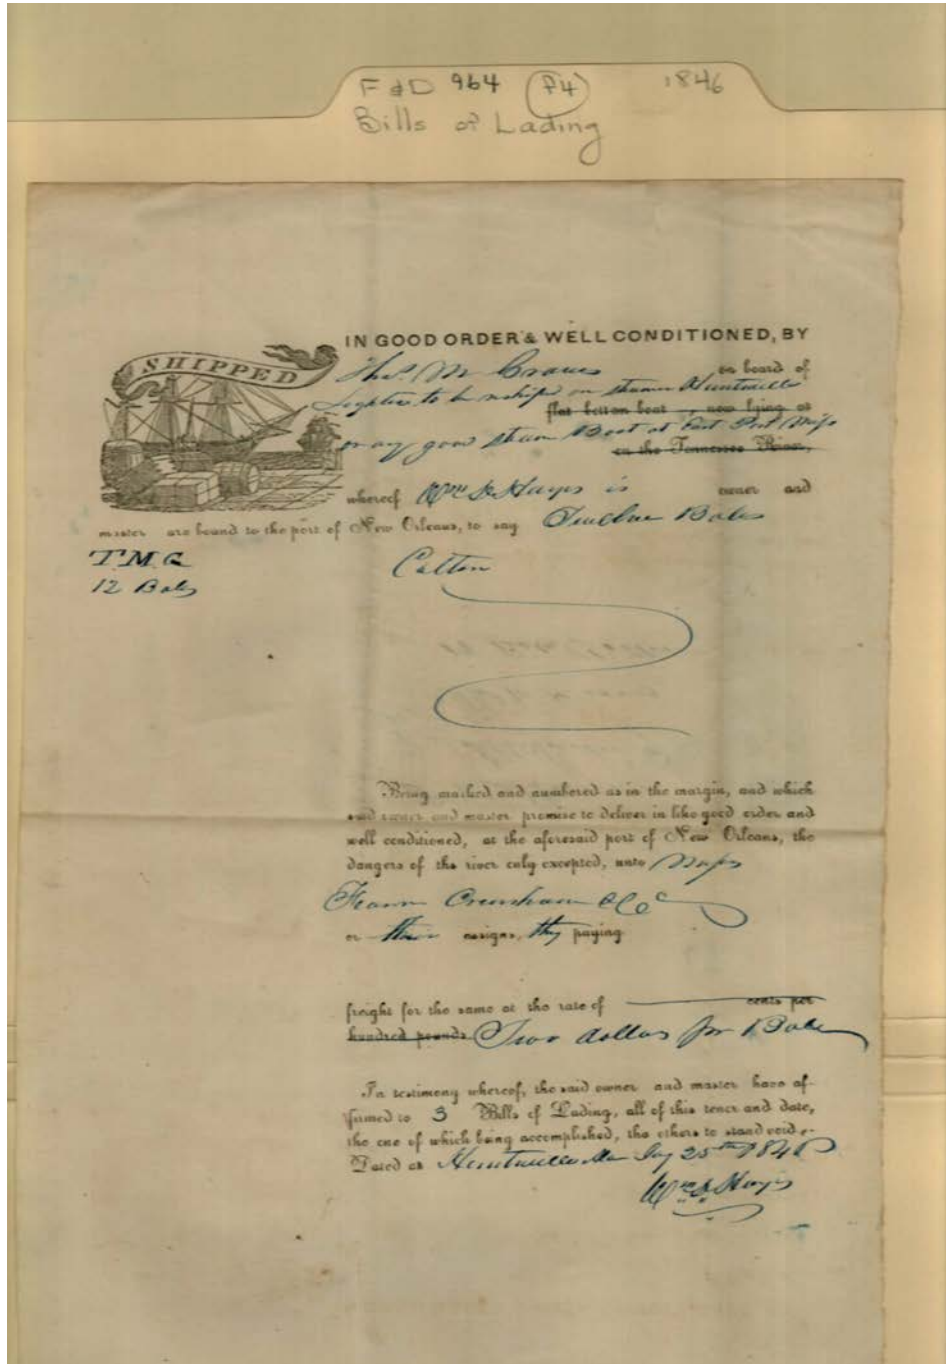 F & D 964 P4 1846
Bills of Lading
SHIPPED
IN GOOD ORDER & WELL CONDITIONED, BY
Thos. M on board of
to be on steamer Huntsville
flat bottom boat , now lying at
or any good steam Boat at East Port Miss
on the Tennessee River,
whereof Wm S Hayes is owner and
master are bound to the port of New Orleans, to say Twelve Bales
T.M.G.
12 Bales
Cotton
Being marked and numbered as in the margin, and which
said owner and master promise to deliver in like good order and
well conditioned, at the aforesaid port of New Orleans, the
dangers of the river only excepted, unto
Crenshaw & Co
or their assigns, they paying
freight for the same at the rate of cents per
hundred pounds Two dollars per Bale
In testimony whereof, the said owner and master have af-
firmed to 3 Bills of Lading, all of this tenor and date,
the one of which being accomplished, the others to stand void.
Dated at Huntsville 25th 1846
Wm S Hayes